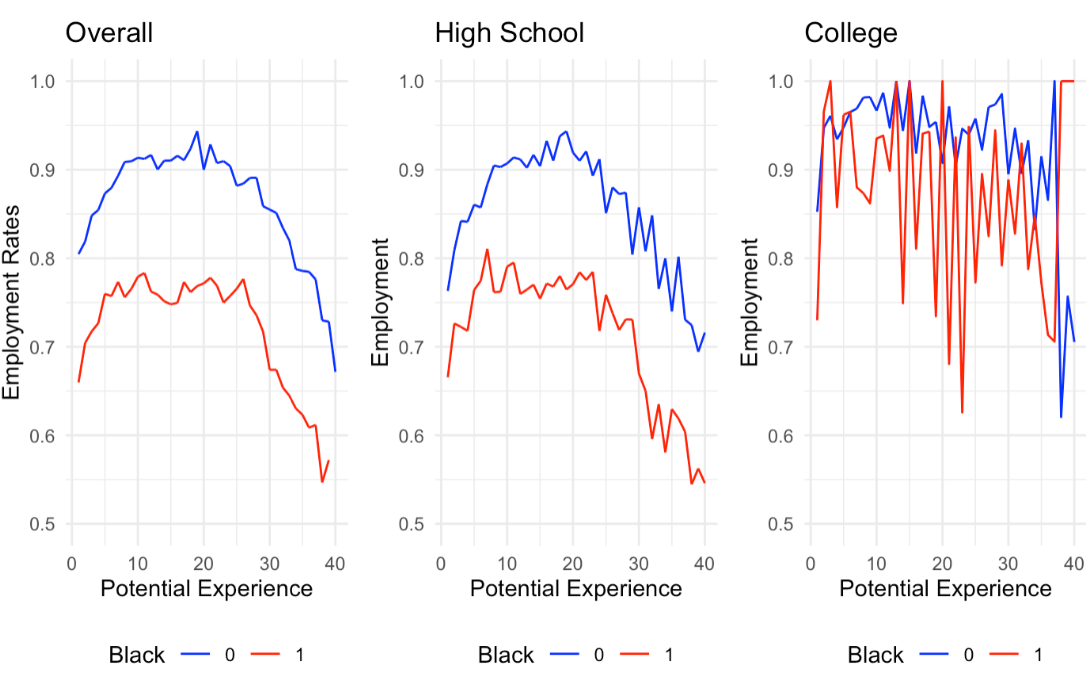 Overall
High School
College
Employment Rates
1.0
0.9
0.8
0.7
0.6
0.5
0 10 20 30 40
Potential Experience
Black 0 1
Employment
1.0
0.9
0.8
0.7
0.6
0.5
0 10 20 30 40
Potential Experience
Black 0 1
Employment
1.0
0.9
0.8
0.7
0.6
0.5
0 10 20 30 40
Potential Experience
Black 0 1